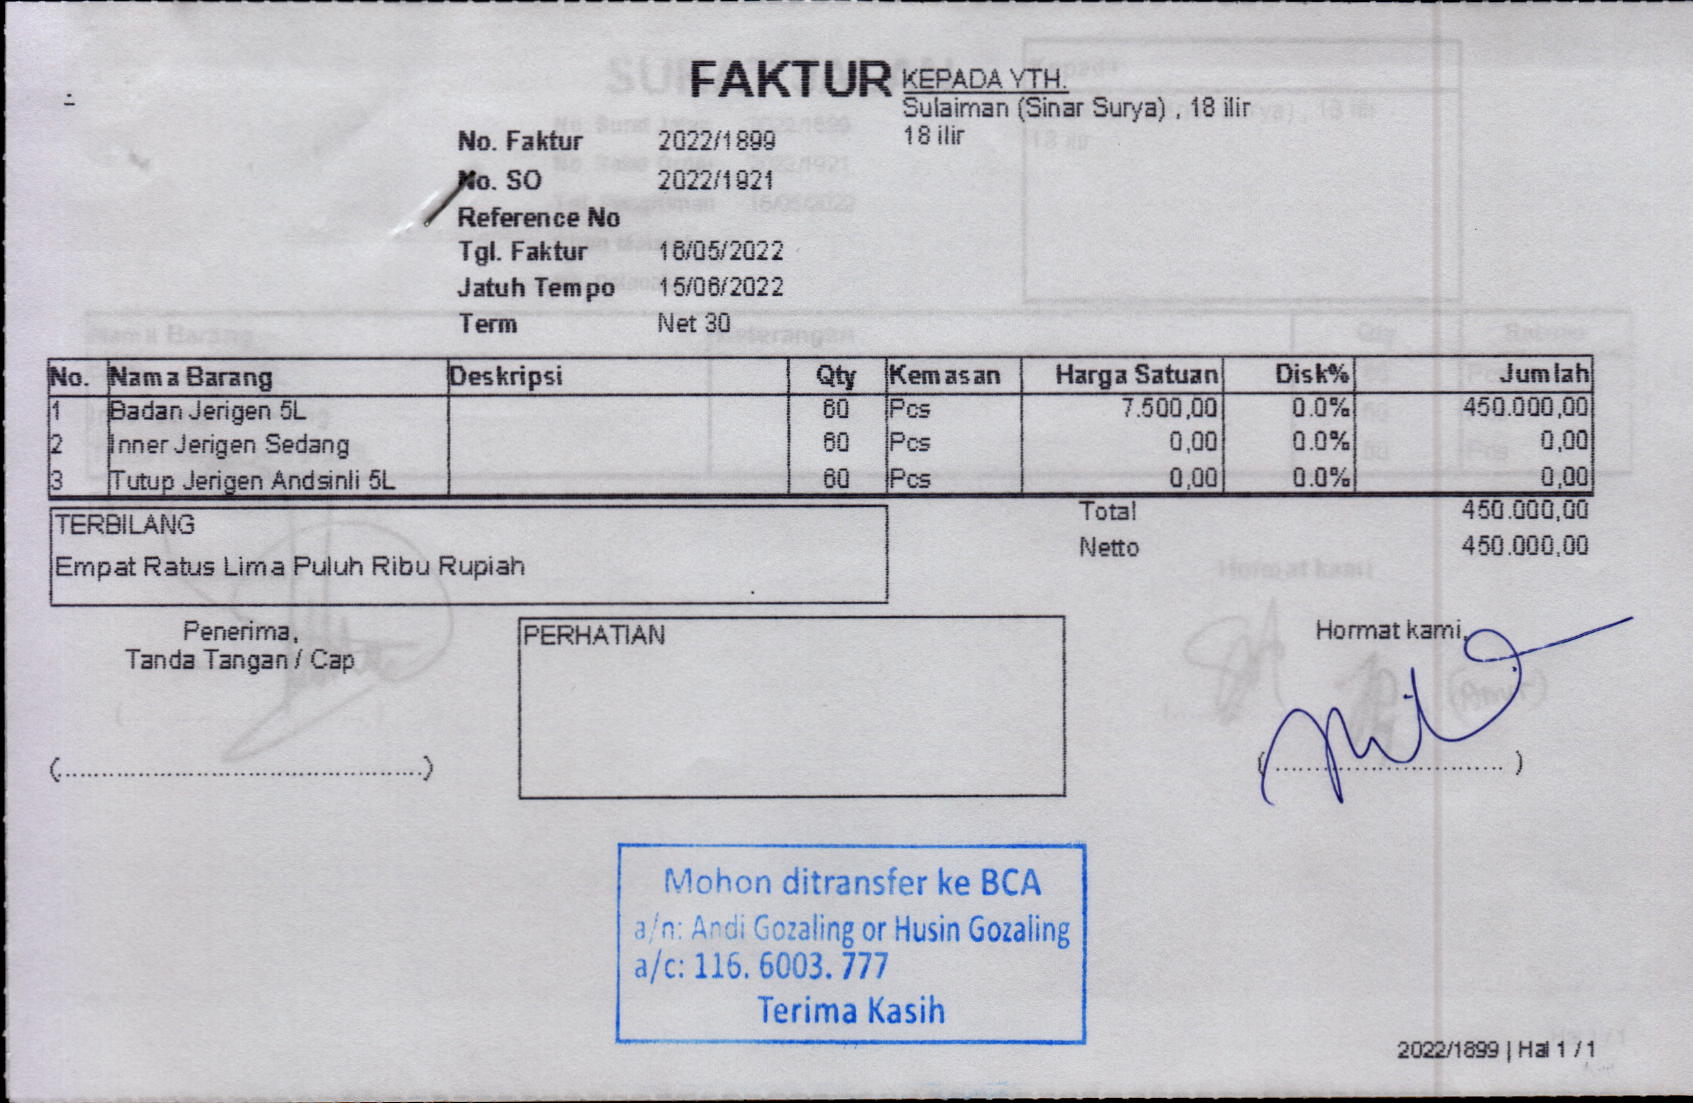 FAKTUR
KEPADA YTH.
Sulaiman (Sinar Surya) , 18 ilir
18 ilir
No. Faktur 2022/1899
No. SO 2022/1921
Reference No
Tgl. Faktur 16/05/2022
Jatuh Tempo 15/06/2022
Term Net 30
No. Nama Barang Deskripsi Qty Kemasan Harga Satuan Disk% Jumlah
1 Badan Jerigen 5L 60 Pcs 7.500,00 0.0% 450.000,00
2 Inner Jerigen Sedang 60 Pcs 0,00 0.0% 0,00
3 Tutup Jerigen Andsinli 5L 60 Pcs 0,00 0.0% 0,00
Total 450.000,00
Netto 450.000,00
TERBILANG
Empat Ratus Lima Puluh Ribu Rupiah
Penerima,
Tanda Tangan / Cap
(................................................)
PERHATIAN
Hormat kami,
(.............................. )
Mohon ditransfer ke BCA
a/n: Andi Gozaling or Husin Gozaling
a/c: 116. 6003. 777
Terima Kasih
2022/1899 | Hal 1 / 1